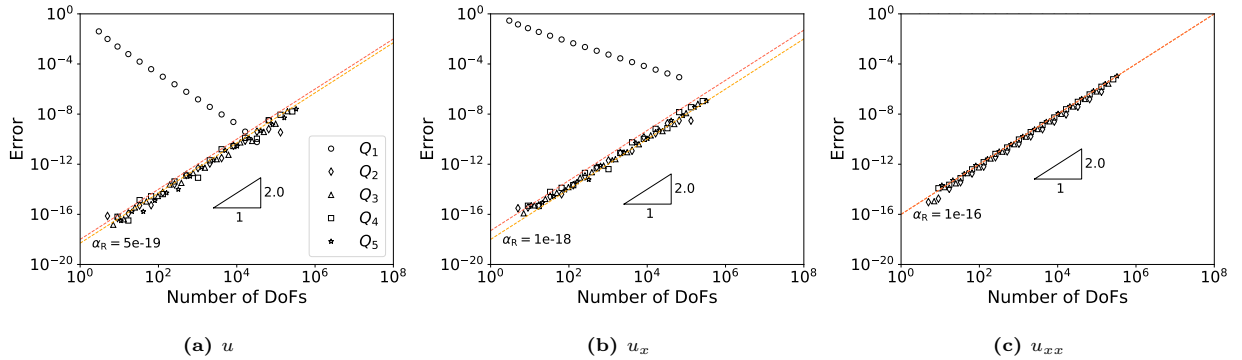 10^0
10^-4
10^-8
10^-12
10^-16
10^-20
Error
10^0 10^2 10^4 10^6 10^8
Number of DoFs
α_R = 5e-19
2.0
1
Q_1
Q_2
Q_3
Q_4
Q_5
(a) u
10^0
10^-4
10^-8
10^-12
10^-16
10^-20
Error
10^0 10^2 10^4 10^6 10^8
Number of DoFs
α_R = 1e-18
2.0
1
(b) u_x
10^0
10^-4
10^-8
10^-12
10^-16
10^-20
Error
10^0 10^2 10^4 10^6 10^8
Number of DoFs
α_R = 1e-16
2.0
1
(c) u_xx